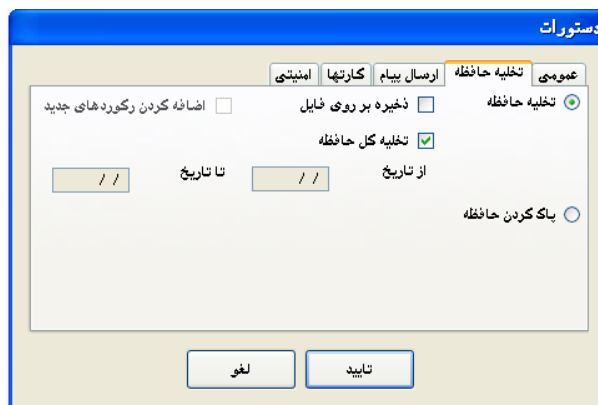 دستورات
عمومی تخلیه حافظه ارسال پیام کارتها امنیتی
تخلیه حافظه ذخیره بر روی فایل اضافه کردن رکوردهای جدید
تخلیه کل حافظه
از تاریخ / / تا تاریخ / /
پاک کردن حافظه
تایید لغو